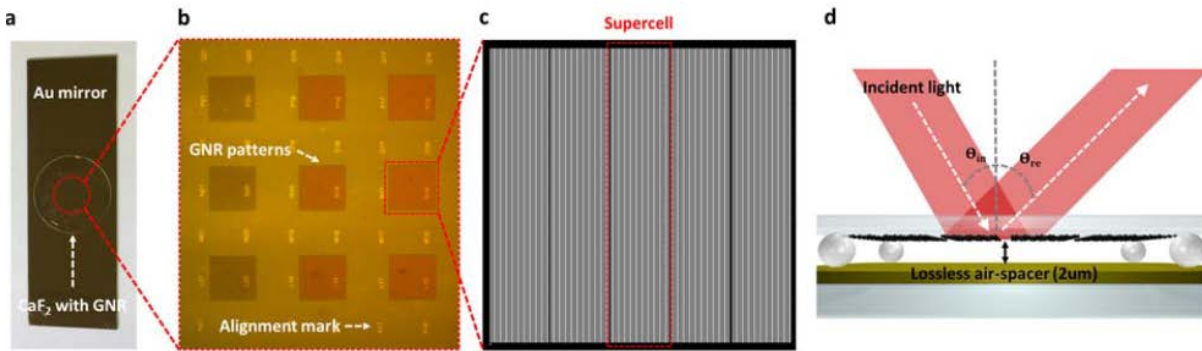 a
Au mirror
CaF₂ with GNR
b
GNR patterns
Alignment mark
c
Supercell
d
Incident light
Θin
Θre
Lossless air-spacer (2um)